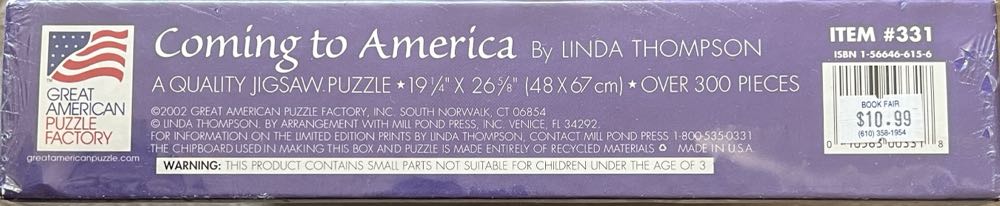 GREAT
AMERICAN
PUZZLE
FACTORY
greatamericanpuzzle.com
Coming to America By LINDA THOMPSON
A QUALITY JIGSAW PUZZLE • 19 1/4" X 26 5/8" (48 X 67 cm) • OVER 300 PIECES
©2002 GREAT AMERICAN PUZZLE FACTORY, INC. SOUTH NORWALK, CT 06854
© LINDA THOMPSON, BY ARRANGEMENT WITH MILL POND PRESS, INC. VENICE, FL 34292.
FOR INFORMATION ON THE LIMITED EDITION PRINTS BY LINDA THOMPSON, CONTACT MILL POND PRESS 1-800-535-0331
THE CHIPBOARD USED IN MAKING THIS BOX AND PUZZLE IS MADE ENTIRELY OF RECYCLED MATERIALS MADE IN U.S.A.
WARNING: THIS PRODUCT CONTAINS SMALL PARTS NOT SUITABLE FOR CHILDREN UNDER THE AGE OF 3
ITEM #331
ISBN 1-56646-615-6
BOOK FAIR
$10.99
(610) 358-1954